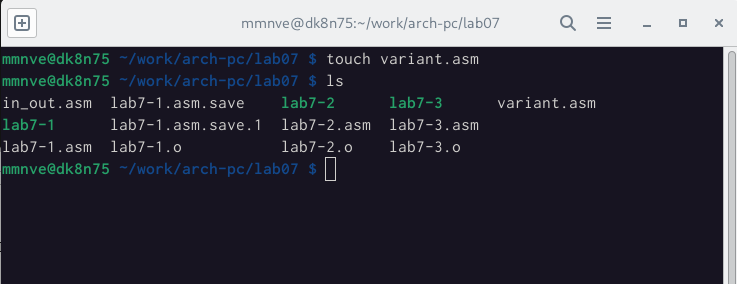 mmnve@dk8n75:~/work/arch-pc/lab07
mmnve@dk8n75 ~/work/arch-pc/lab07 $ touch variant.asm
mmnve@dk8n75 ~/work/arch-pc/lab07 $ ls
in_out.asm lab7-1.asm.save lab7-2 lab7-3 variant.asm
lab7-1 lab7-1.asm.save.1 lab7-2.asm lab7-3.asm
lab7-1.asm lab7-1.o lab7-2.o lab7-3.o
mmnve@dk8n75 ~/work/arch-pc/lab07 $